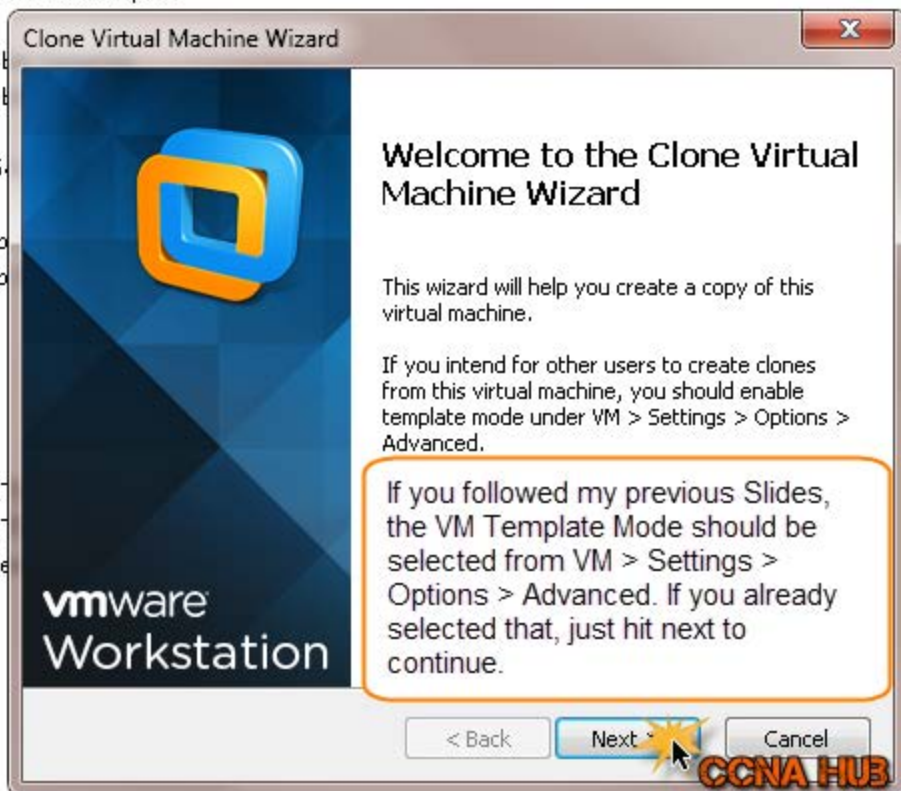 Clone Virtual Machine Wizard
Welcome to the Clone Virtual
Machine Wizard
This wizard will help you create a copy of this
virtual machine.
If you intend for other users to create clones
from this virtual machine, you should enable
template mode under VM > Settings > Options >
Advanced.
If you followed my previous Slides,
the VM Template Mode should be
selected from VM > Settings >
Options > Advanced. If you already
selected that, just hit next to
continue.
vmware
Workstation
< Back
Next
Cancel
CCNA HUB